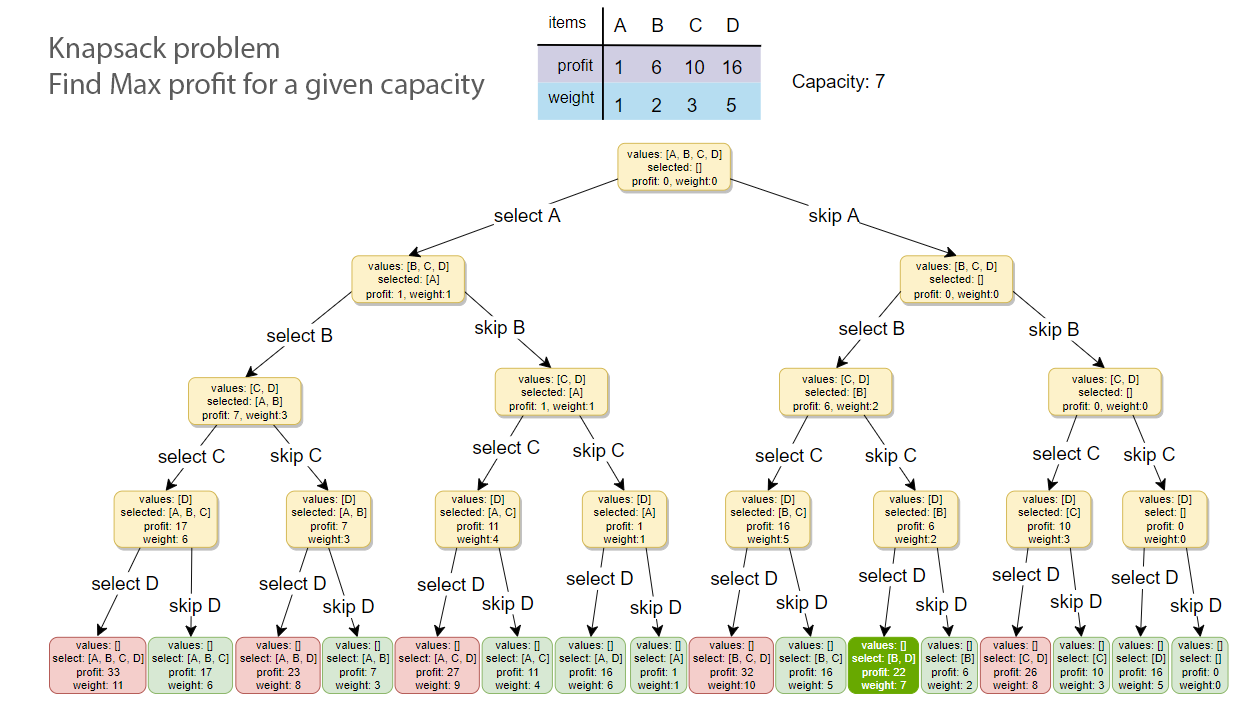 Knapsack problem
Find Max profit for a given capacity
items A B C D
profit 1 6 10 16
weight 1 2 3 5
Capacity: 7
values: [A, B, C, D]
selected: []
profit: 0, weight:0
select A
skip A
values: [B, C, D]
selected: [A]
profit: 1, weight:1
values: [B, C, D]
selected: []
profit: 0, weight:0
select B
skip B
select B
skip B
values: [C, D]
selected: [A, B]
profit: 7, weight:3
values: [C, D]
selected: [A]
profit: 1, weight:1
values: [C, D]
selected: [B]
profit: 6, weight:2
values: [C, D]
selected: []
profit: 0, weight:0
select C
skip C
select C
skip C
select C
skip C
select C
skip C
values: [D]
selected: [A, B, C]
profit: 17
weight: 6
values: [D]
selected: [A, B]
profit: 7
weight:3
values: [D]
selected: [A, C]
profit: 11
weight:4
values: [D]
selected: [A]
profit: 1
weight:1
values: [D]
selected: [B, C]
profit: 16
weight:5
values: [D]
selected: [B]
profit: 6
weight:2
values: [D]
selected: [C]
profit: 10
weight:3
values: [D]
select: []
profit: 0
weight:0
select D
skip D
select D
skip D
select D
skip D
select D
skip D
select D
skip D
select D
skip D
select D
skip D
select D
skip D
values: []
select: [A, B, C, D]
profit: 33
weight: 11
values: []
select: [A, B, C]
profit: 17
weight: 6
values: []
select: [A, B, D]
profit: 23
weight: 8
values: []
select: [A, B]
profit: 7
weight: 3
values: []
select: [A, C, D]
profit: 27
weight: 9
values: []
select: [A, C]
profit: 11
weight: 4
values: []
select: [A, D]
profit: 16
weight: 6
values: []
select: [A]
profit: 1
weight:1
values: []
select: [B, C, D]
profit: 32
weight:10
values: []
select: [B, C]
profit: 16
weight: 5
values: []
select: [B, D]
profit: 22
weight: 7
values: []
select: [B]
profit: 6
weight: 2
values: []
select: [C, D]
profit: 26
weight: 8
values: []
select: [C]
profit: 10
weight: 3
values: []
select: [D]
profit: 16
weight: 5
values: []
select: []
profit: 0
weight:0